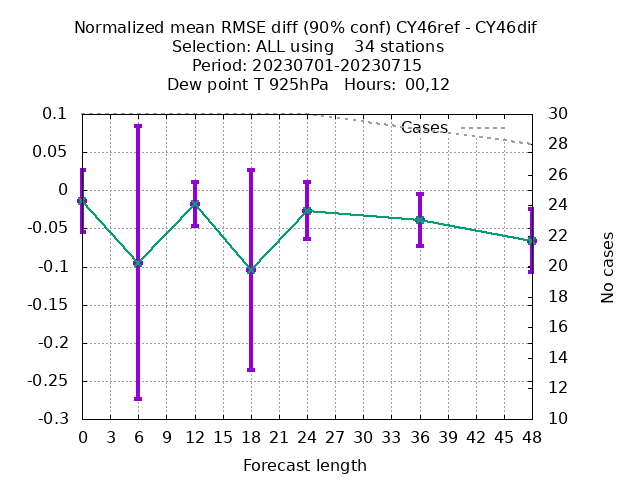 Normalized mean RMSE diff (90% conf) CY46ref - CY46dif
Selection: ALL using    34 stations
Period: 20230701-20230715
Dew point T 925hPa   Hours:  00,12
Cases
0.1
0.05
0
-0.05
-0.1
-0.15
-0.2
-0.25
-0.3
30
28
26
24
22
20
18
16
14
12
10
No cases
0 3 6 9 12 15 18 21 24 27 30 33 36 39 42 45 48
Forecast length